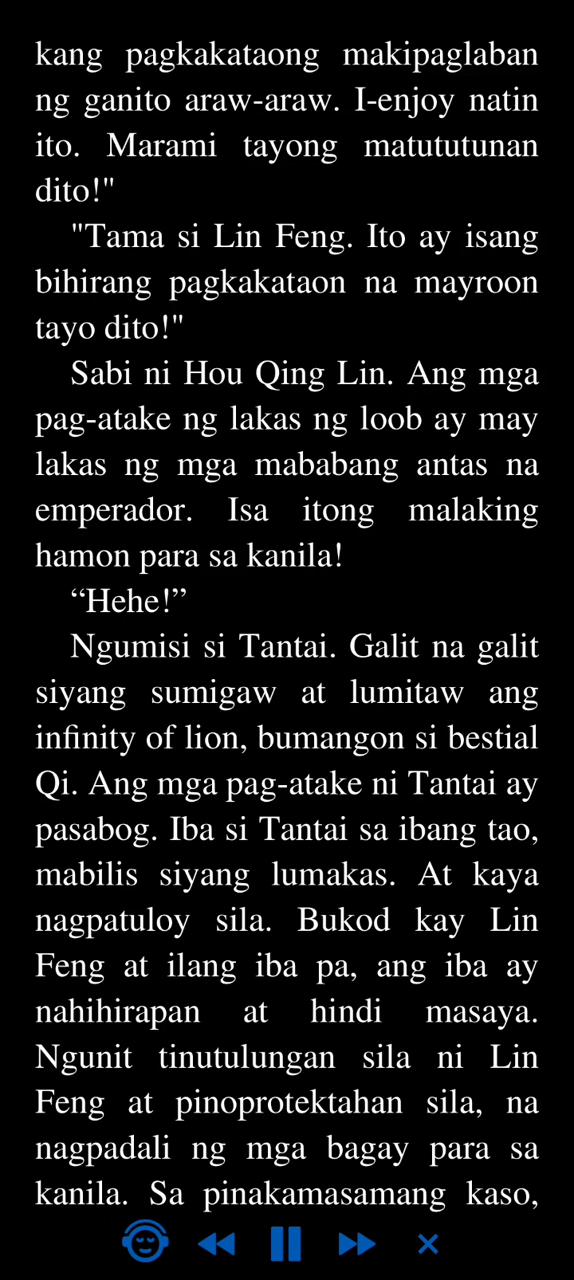 kang pagkakataong makipaglaban
ng ganito araw-araw. I-enjoy natin
ito. Marami tayong matututunan
dito!"
"Tama si Lin Feng. Ito ay isang
bihirang pagkakataon na mayroon
tayo dito!"
Sabi ni Hou Qing Lin. Ang mga
pag-atake ng lakas ng loob ay may
lakas ng mga mababang antas na
emperador. Isa itong malaking
hamon para sa kanila!
“Hehe!”
Ngumisi si Tantai. Galit na galit
siyang sumigaw at lumitaw ang
infinity of lion, bumangon si bestial
Qi. Ang mga pag-atake ni Tantai ay
pasabog. Iba si Tantai sa ibang tao,
mabilis siyang lumakas. At kaya
nagpatuloy sila. Bukod kay Lin
Feng at ilang iba pa, ang iba ay
nahihirapan at hindi masaya.
Ngunit tinutulungan sila ni Lin
Feng at pinoprotektahan sila, na
nagpadali ng mga bagay para sa
kanila. Sa pinakamasamang kaso,